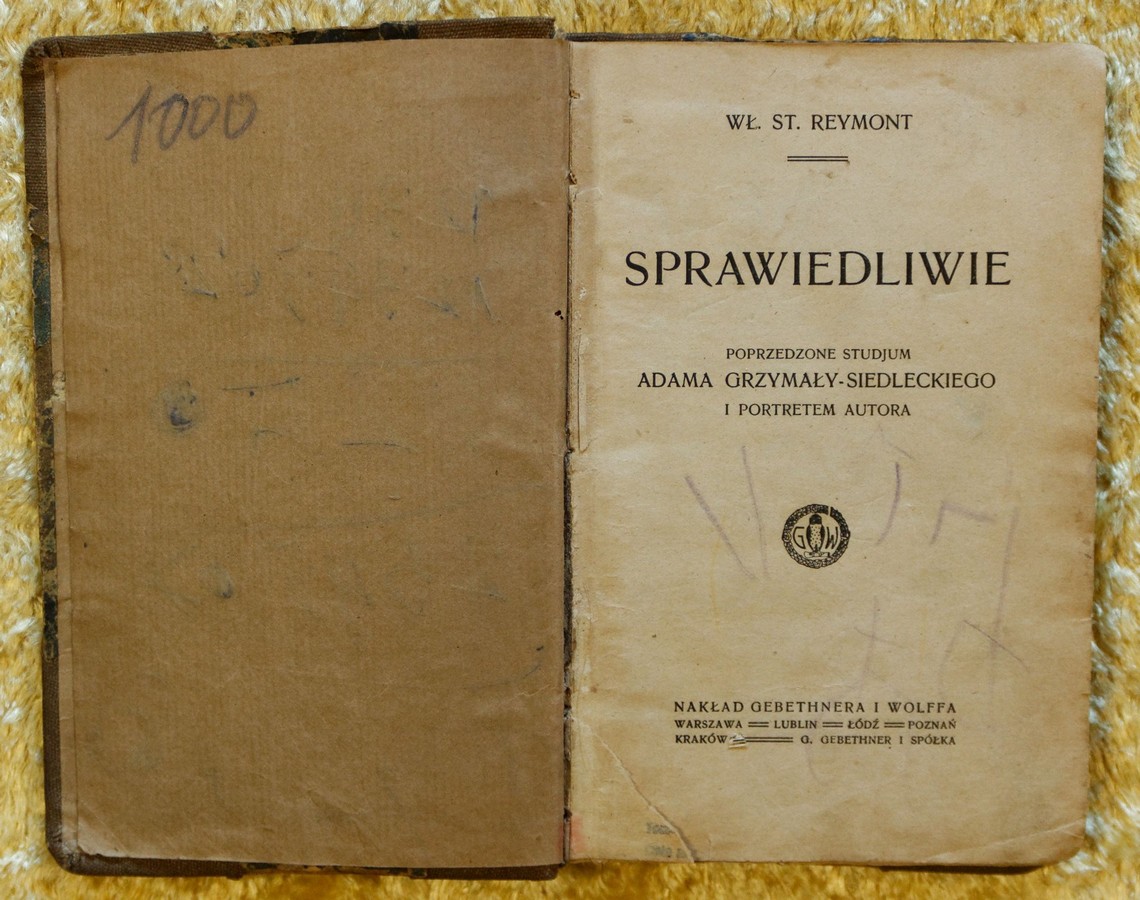 1000
WŁ. ST. REYMONT
SPRAWIEDLIWIE
POPRZEDZONE STUDJUM
ADAMA GRZYMAŁY-SIEDLECKIEGO
I PORTRETEM AUTORA
G W
NAKŁAD GEBETHNERA I WOLFFA
WARSZAWA == LUBLIN == ŁÓDŹ == POZNAŃ
KRAKÓW == G. GEBETHNER I SPÓŁKA